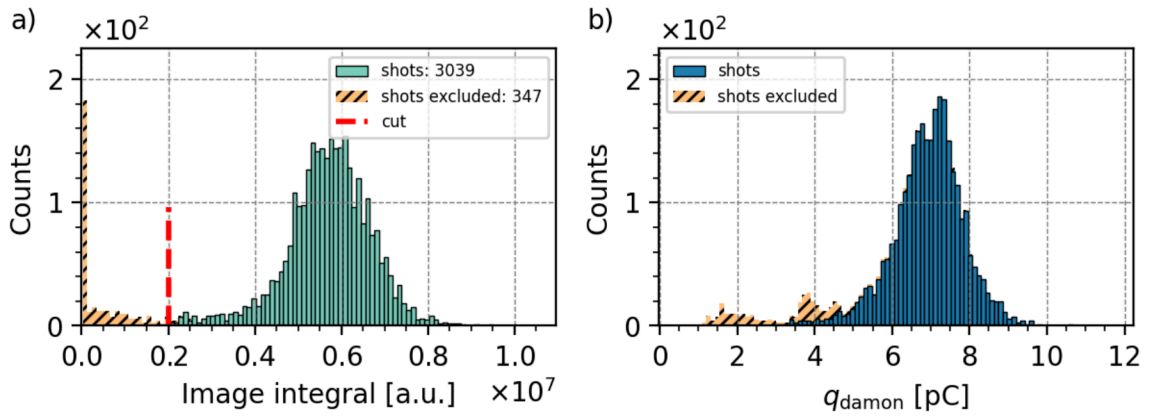 a)
×10²
2
1
0
Counts
shots: 3039
shots excluded: 347
cut
0.0 0.2 0.4 0.6 0.8 1.0
Image integral [a.u.] ×10⁷
b)
×10²
2
1
0
Counts
shots
shots excluded
0 2 4 6 8 10 12
q_damon [pC]